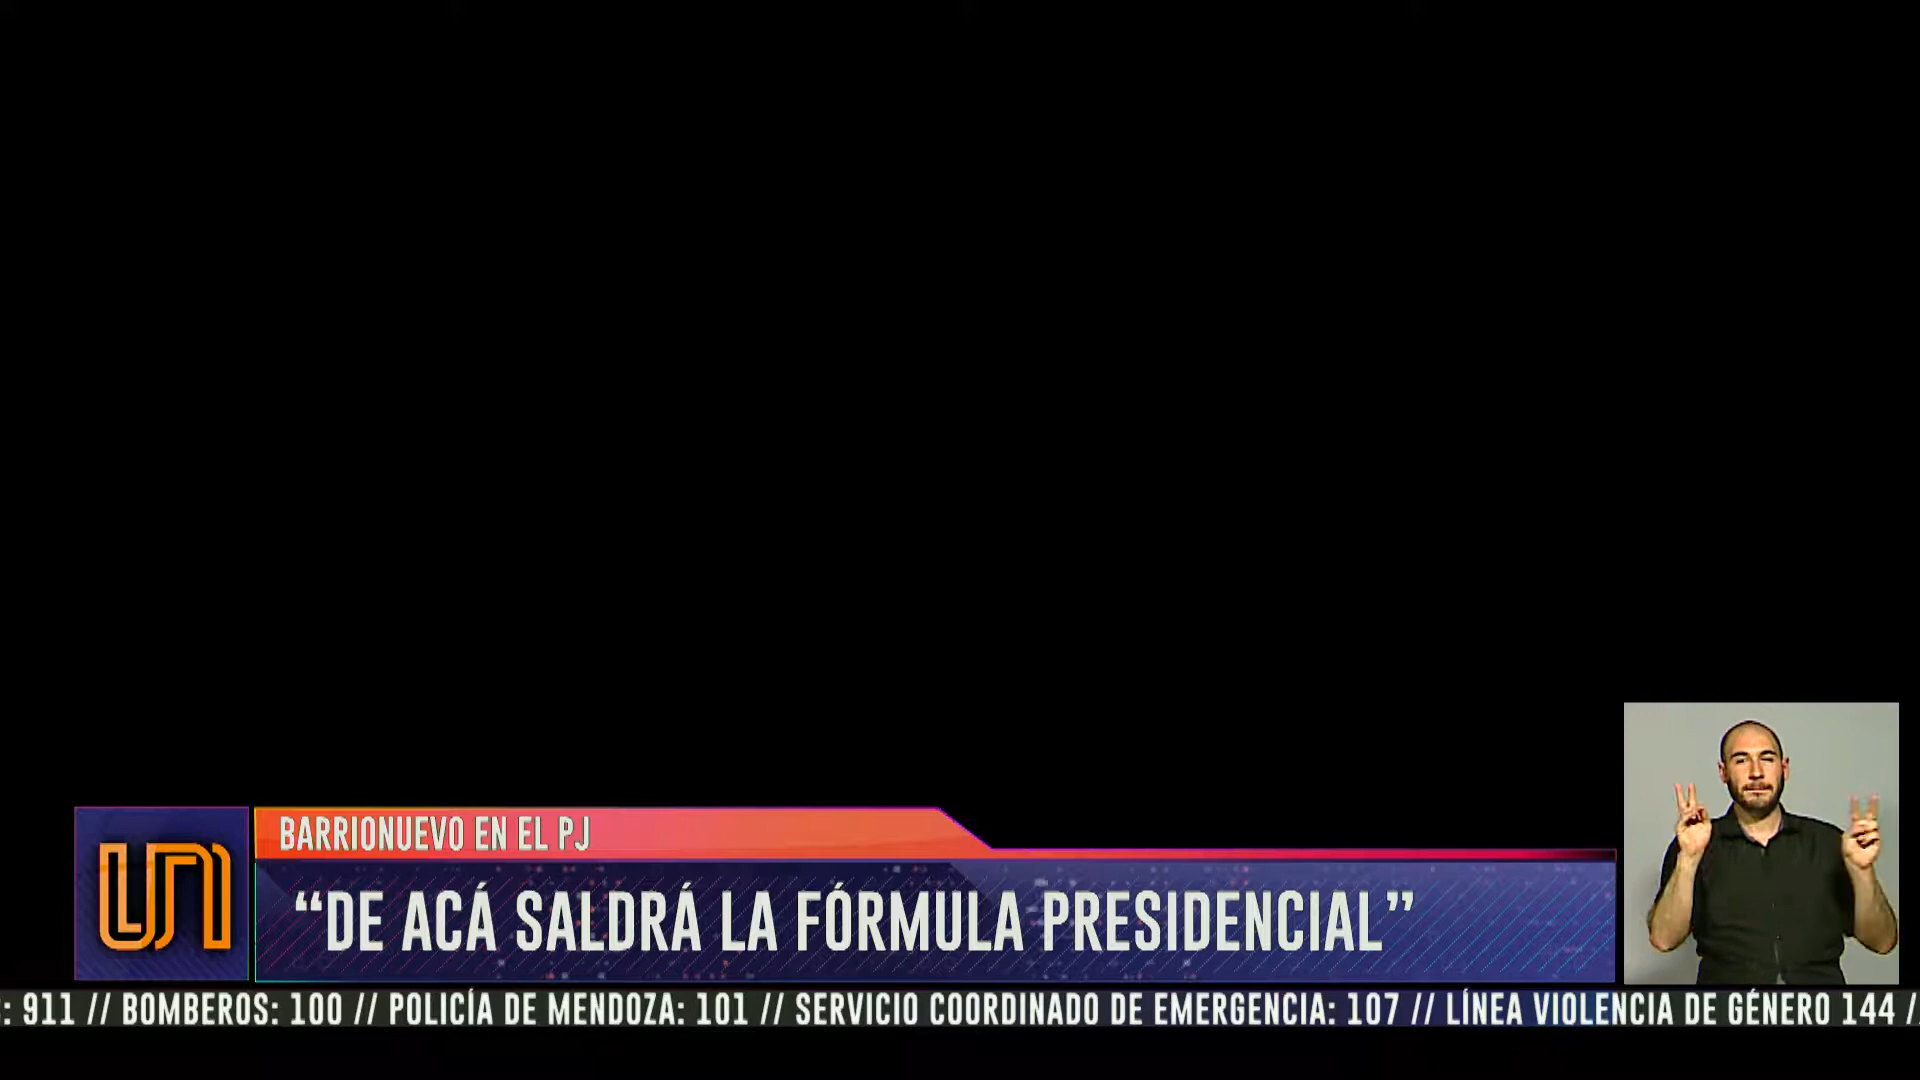 BARRIONUEVO EN EL PJ
UN
“DE ACÁ SALDRÁ LA FÓRMULA PRESIDENCIAL”
: 911 // BOMBEROS: 100 // POLICÍA DE MENDOZA: 101 // SERVICIO COORDINADO DE EMERGENCIA: 107 // LÍNEA VIOLENCIA DE GÉNERO 144 /